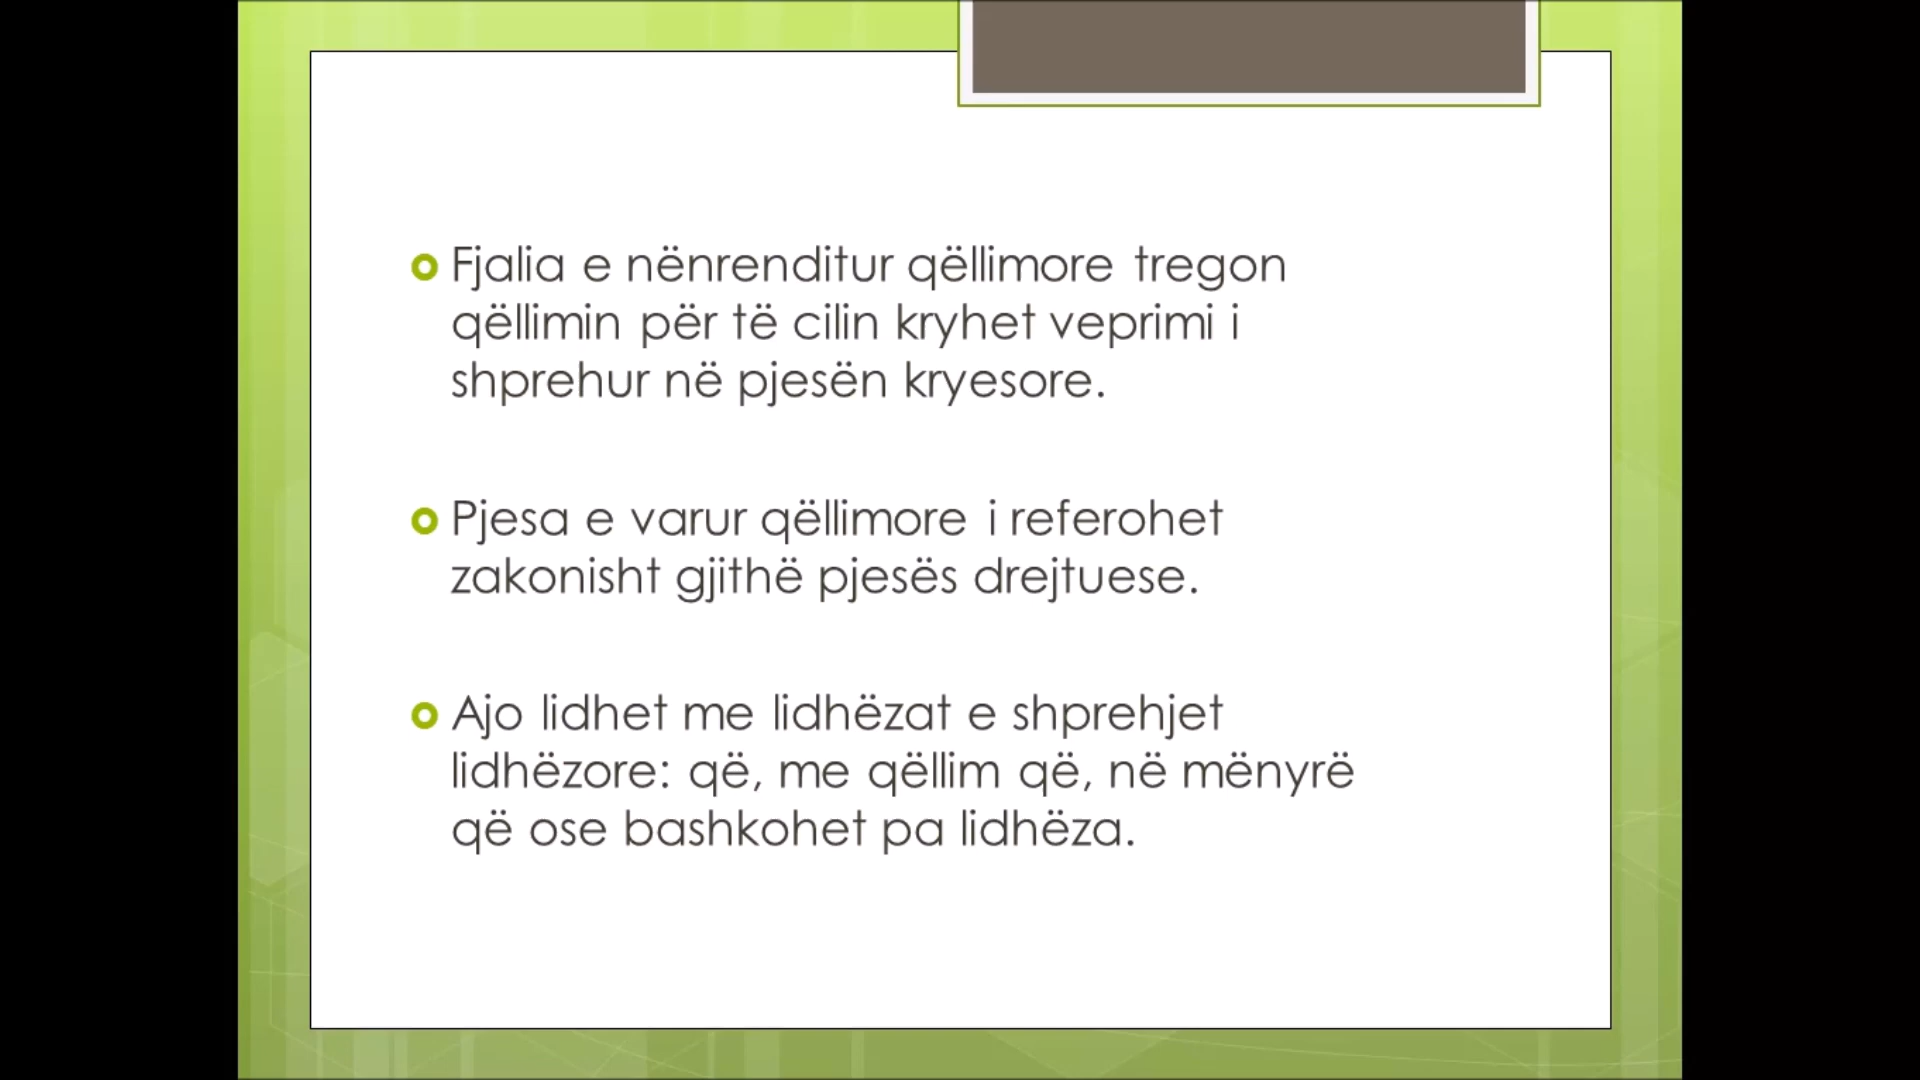 Fjalia e nënrenditur qëllimore tregon
qëllimin për të cilin kryhet veprimi i
shprehur në pjesën kryesore.
Pjesa e varur qëllimore i referohet
zakonisht gjithë pjesës drejtuese.
Ajo lidhet me lidhëzat e shprehjet
lidhëzore: që, me qëllim që, në mënyrë
që ose bashkohet pa lidhëza.